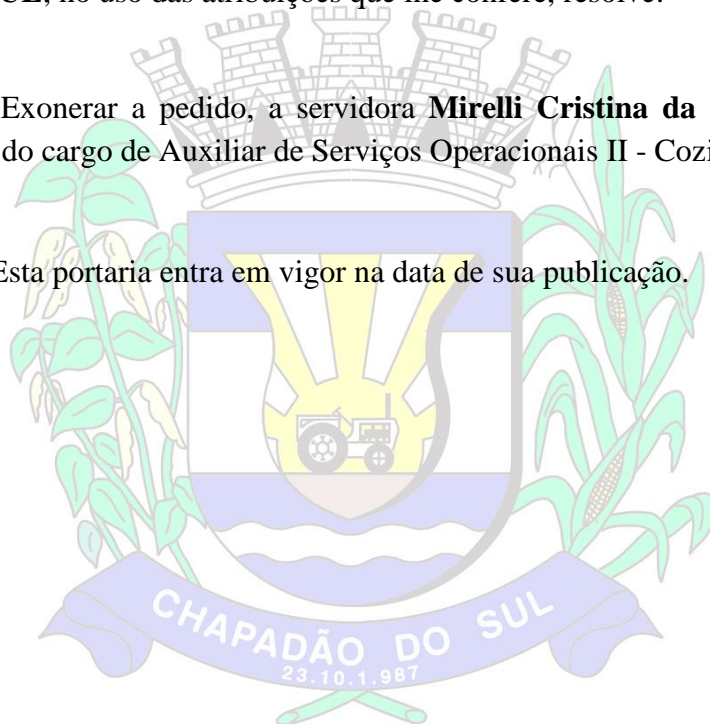 no uso das atribuições que lhe confere, resolve:
Exonerar a pedido, a servidora Mirelli Cristina da
do cargo de Auxiliar de Serviços Operacionais II - Cozi
Esta portaria entra em vigor na data de sua publicação.
CHAPADÃO DO SUL
23.10.1.987